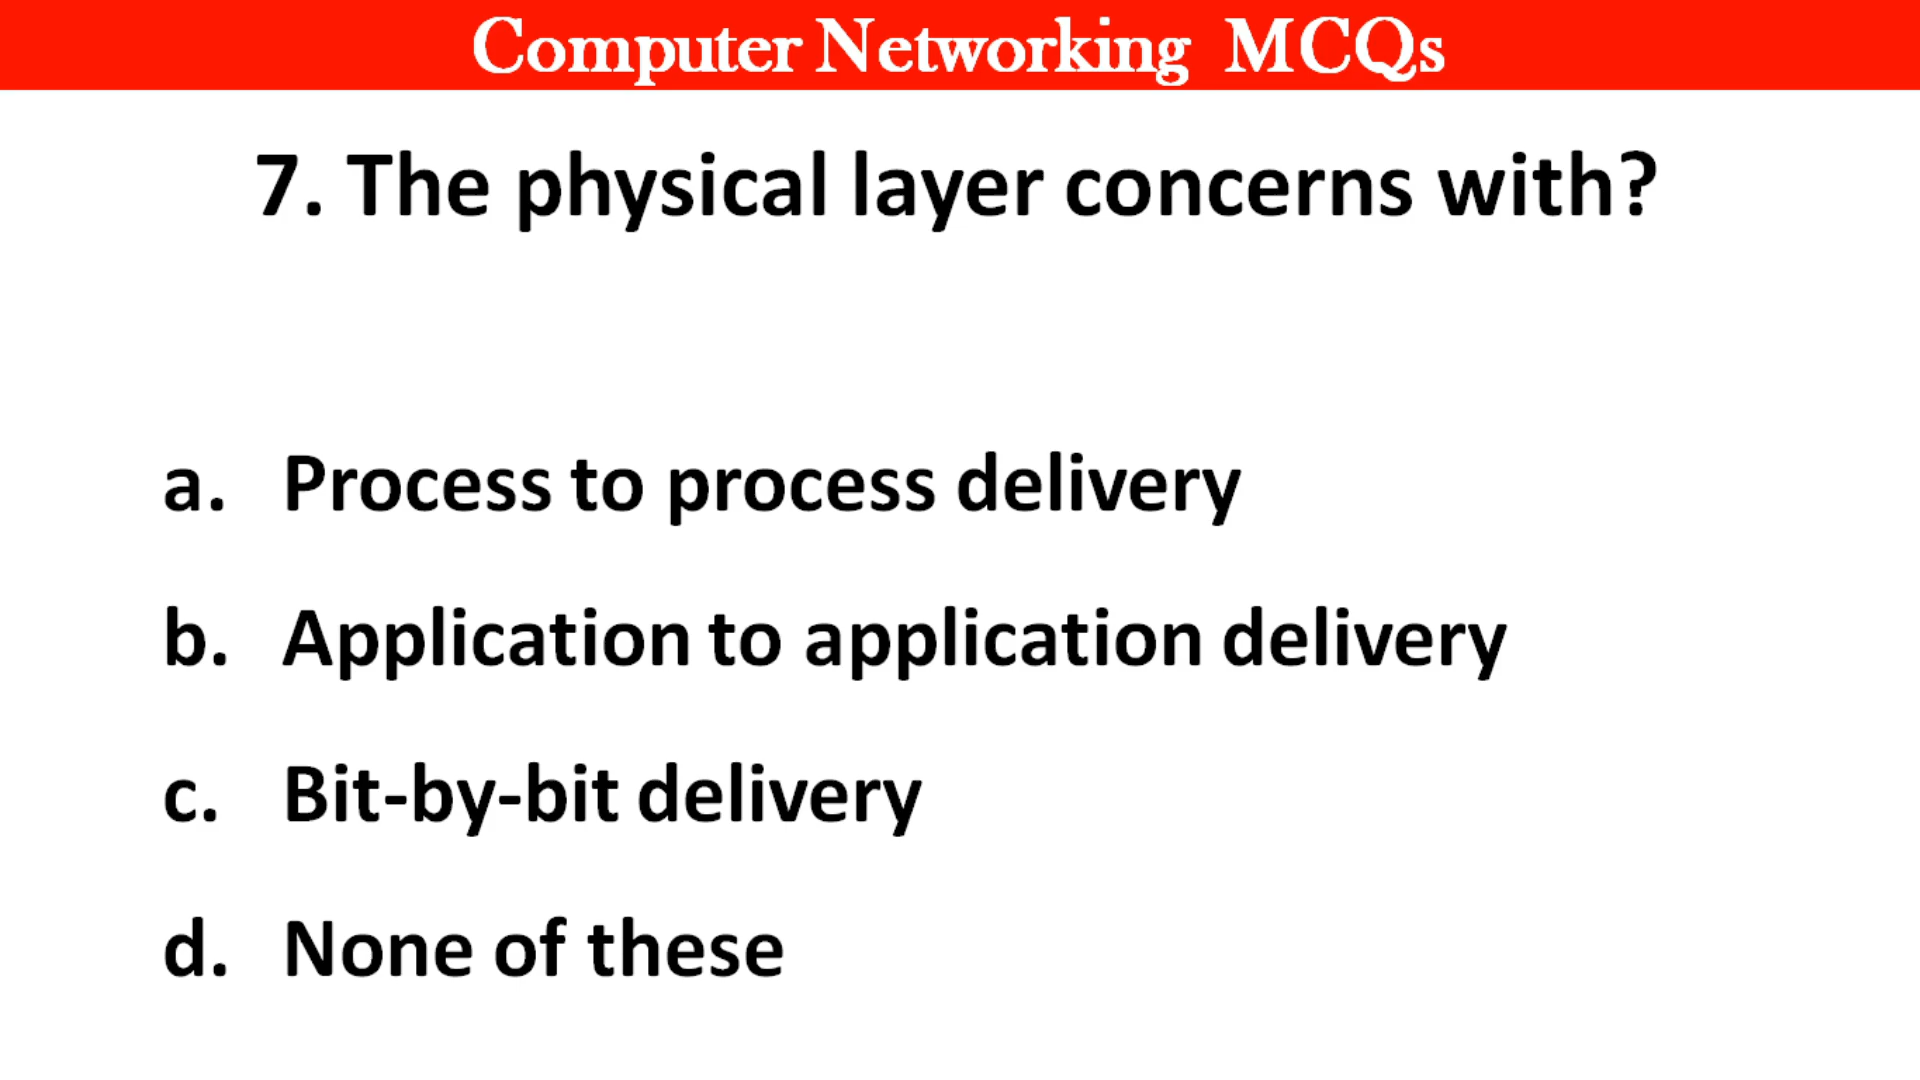 Computer Networking MCQs
7. The physical layer concerns with?
a. Process to process delivery
b. Application to application delivery
c. Bit-by-bit delivery
d. None of these